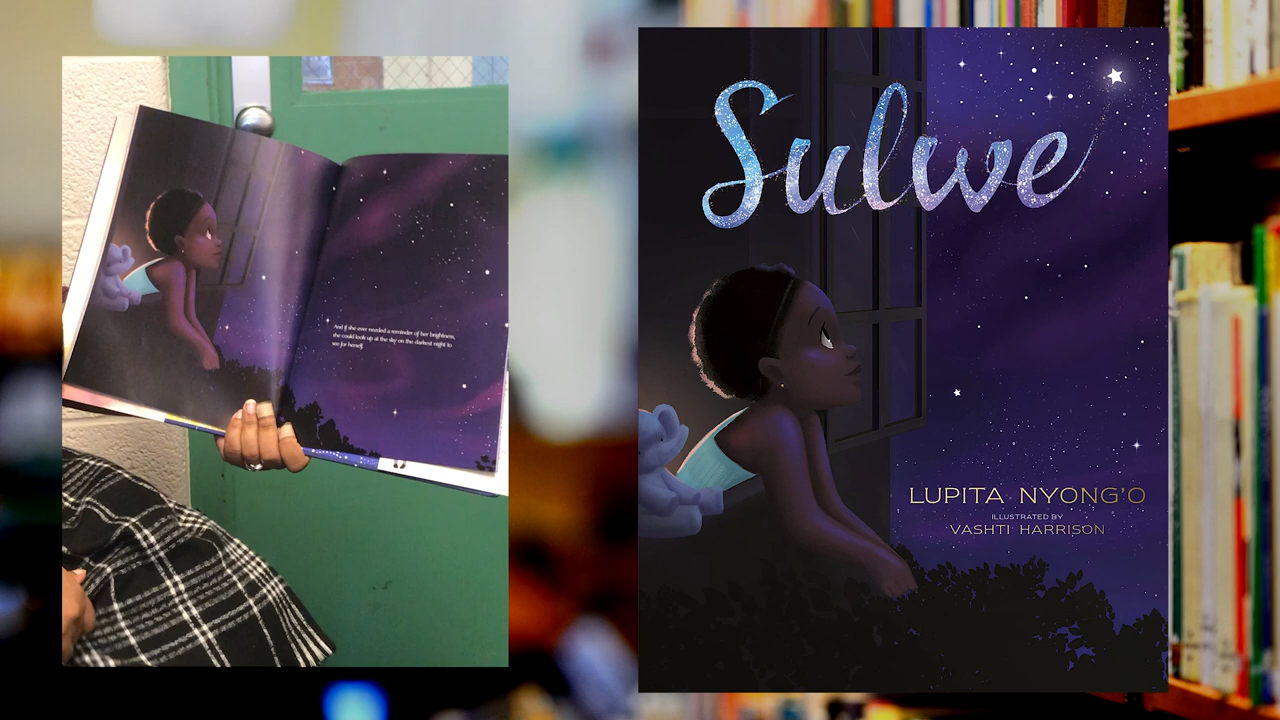 And if she ever needed a reminder of her brightness,
she could look up at the sky on the darkest night to
see for herself.
Sulwe
LUPITA NYONG'O
ILLUSTRATED BY
VASHTI HARRISON